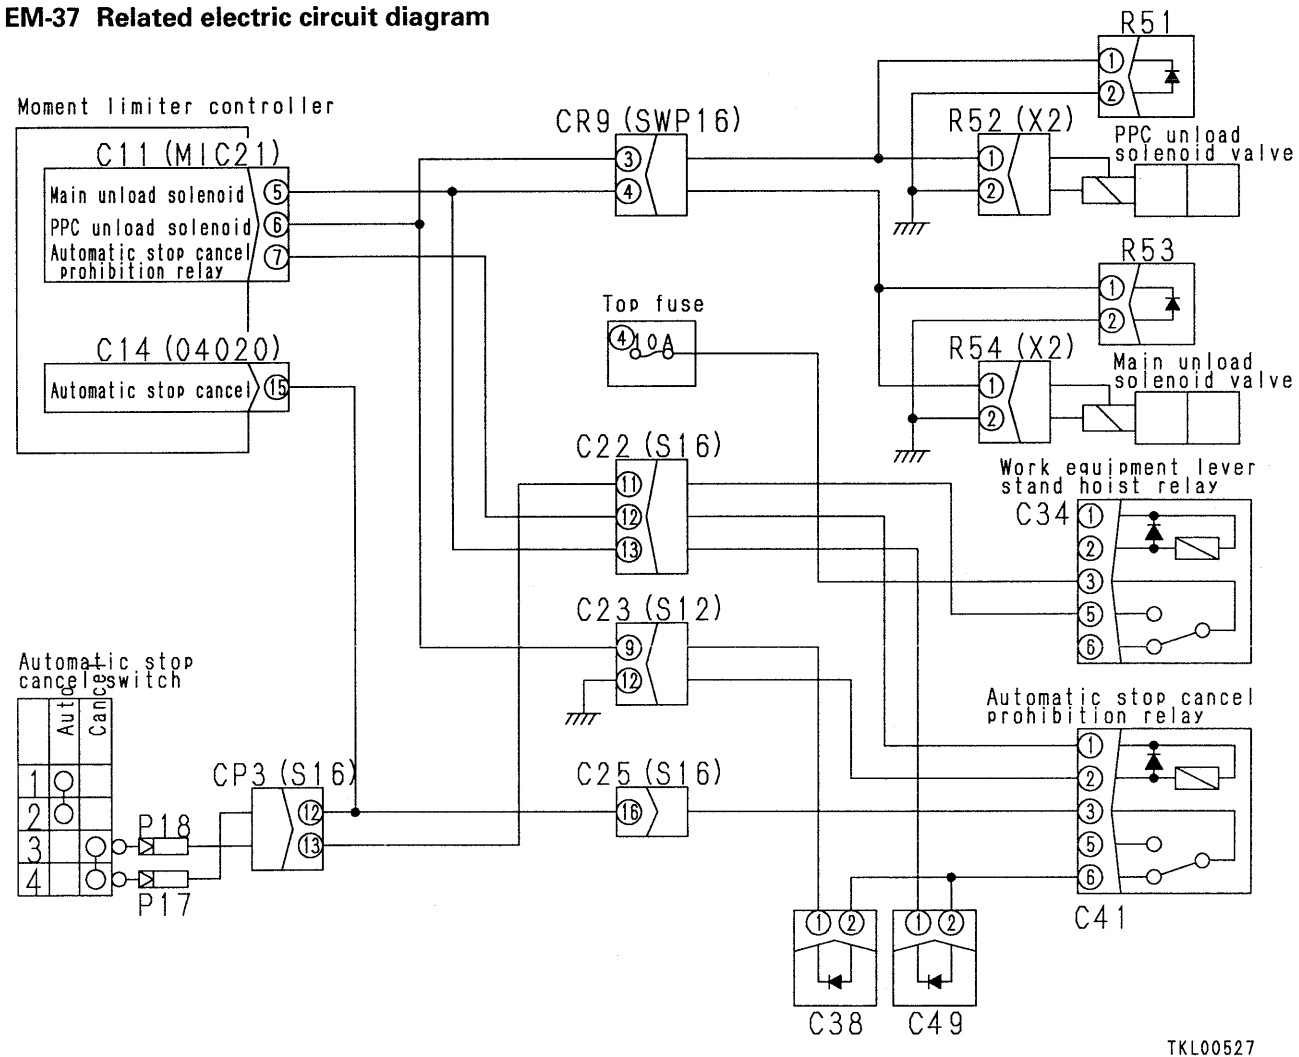 EM-37 Related electric circuit diagram
Moment limiter controller
C11 (MIC21)
Main unload solenoid 5
PPC unload solenoid 6
Automatic stop cancel 7
prohibition relay
C14 (04020)
Automatic stop cancel 15
CR9 (SWP16)
3
4
R51
1
2
R52 (X2)
1
2
PPC unload
solenoid valve
R53
1
2
R54 (X2)
1
2
Main unload
solenoid valve
Top fuse
4 10A
C22 (S16)
11
12
13
Work equipment lever
stand hoist relay
C34
1
2
3
5
6
C23 (S12)
9
12
Automatic stop
cancel switch
Auto
Cancel
1
2
3
4
P18
P17
CP3 (S16)
12
13
C25 (S16)
16
Automatic stop cancel
prohibition relay
1
2
3
5
6
C41
1 2
C38
1 2
C49
TKL00527